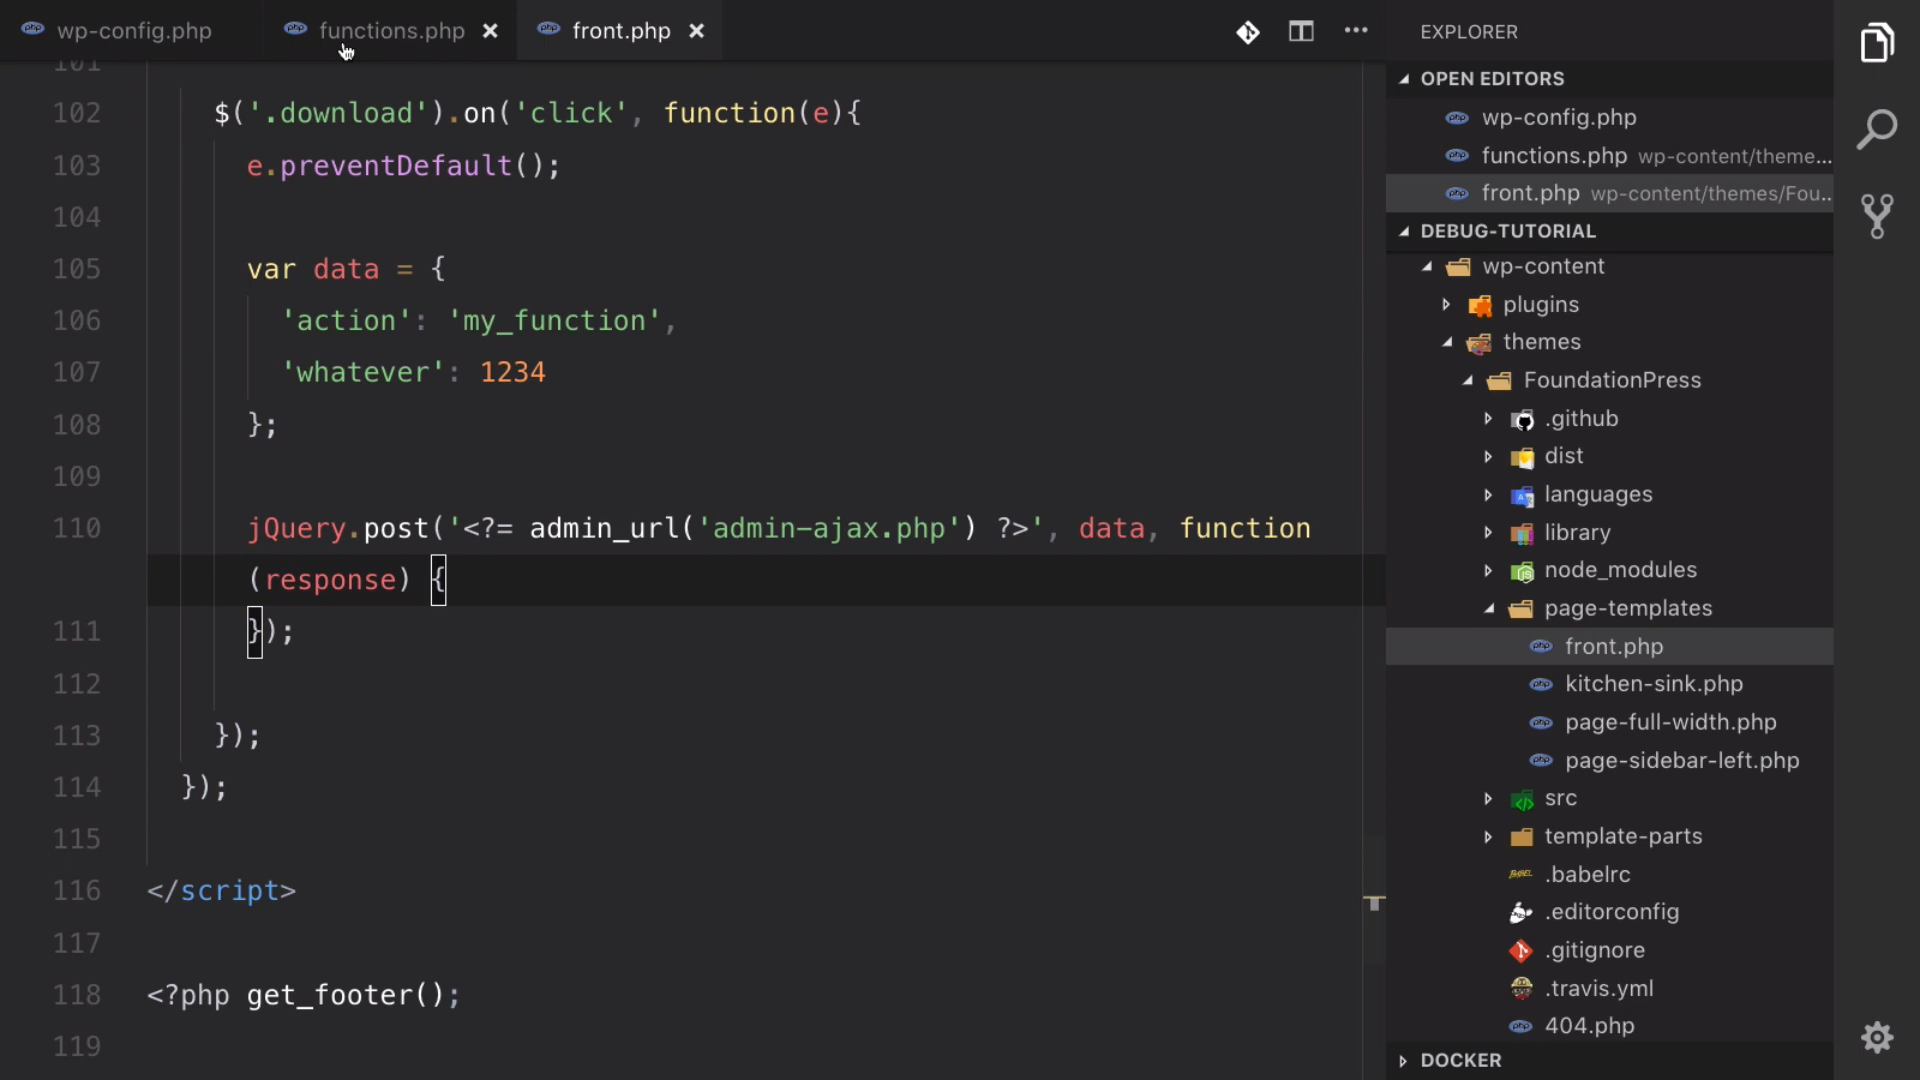 wp-config.php
functions.php
front.php
101
102 $('.download').on('click', function(e){
103 e.preventDefault();
104
105 var data = {
106 'action': 'my_function',
107 'whatever': 1234
108 };
109
110 jQuery.post('<?= admin_url('admin-ajax.php') ?>', data, function
(response) {
111 });
112
113 });
114 });
115
116 </script>
117
118 <?php get_footer();
119
EXPLORER
OPEN EDITORS
wp-config.php
functions.php wp-content/theme...
front.php wp-content/themes/Fou...
DEBUG-TUTORIAL
wp-content
plugins
themes
FoundationPress
.github
dist
languages
library
node_modules
page-templates
front.php
kitchen-sink.php
page-full-width.php
page-sidebar-left.php
src
template-parts
.babelrc
.editorconfig
.gitignore
.travis.yml
404.php
DOCKER